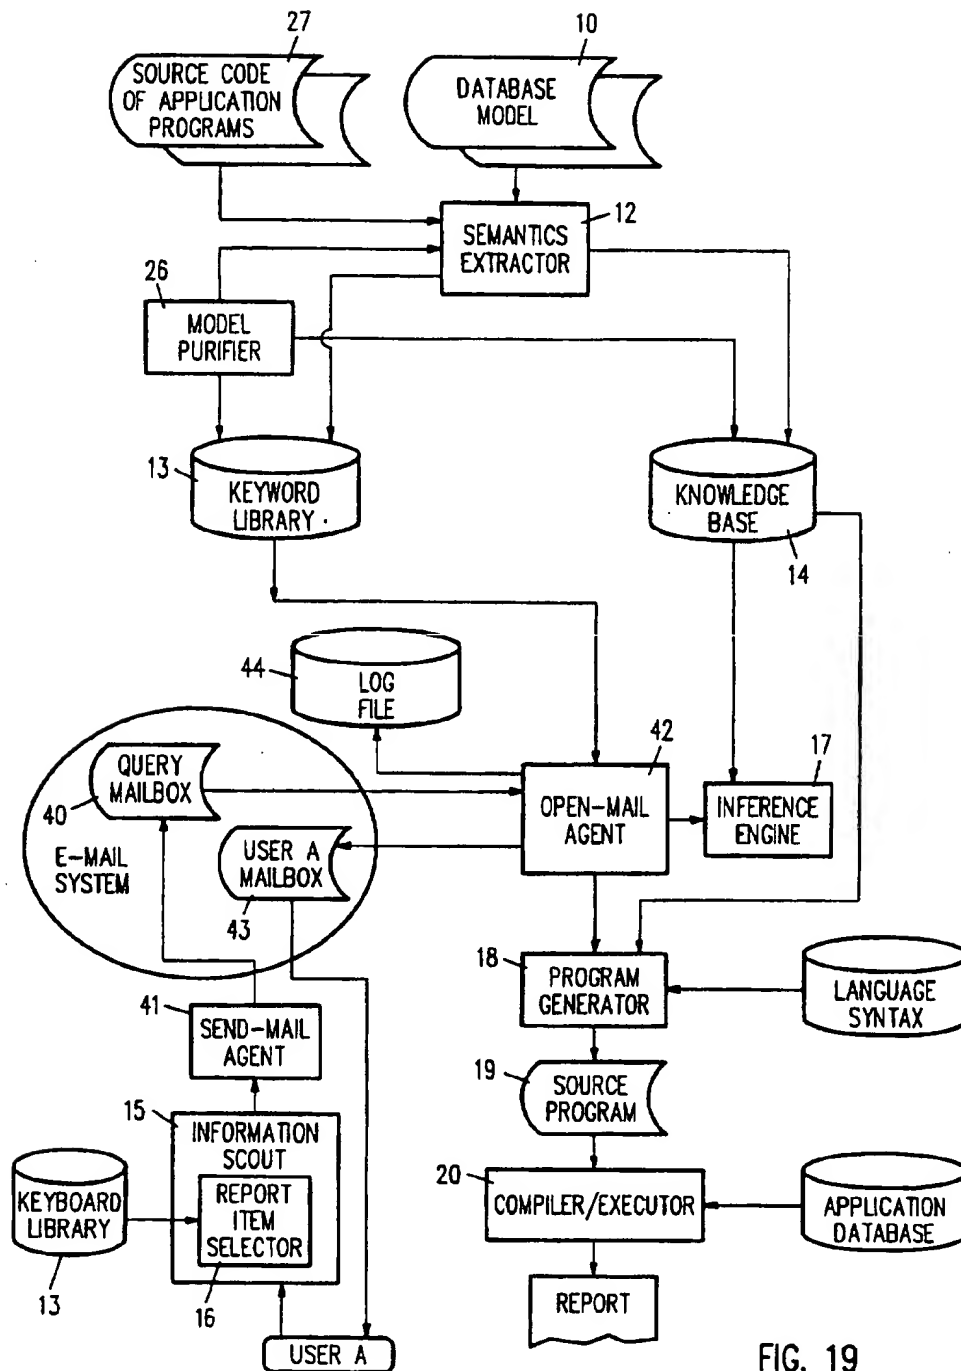 27
SOURCE CODE
OF APPLICATION
PROGRAMS
10
DATABASE
MODEL
12
SEMANTICS
EXTRACTOR
26
MODEL
PURIFIER
13
KEYWORD
LIBRARY
KNOWLEDGE
BASE
14
44
LOG
FILE
42
OPEN-MAIL
AGENT
17
INFERENCE
ENGINE
QUERY
MAILBOX
40
E-MAIL
SYSTEM
USER A
MAILBOX
43
18
PROGRAM
GENERATOR
LANGUAGE
SYNTAX
41
SEND-MAIL
AGENT
19
SOURCE
PROGRAM
15
INFORMATION
SCOUT
REPORT
ITEM
SELECTOR
16
KEYBOARD
LIBRARY
13
20
COMPILER/EXECUTOR
APPLICATION
DATABASE
REPORT
USER A
FIG. 19